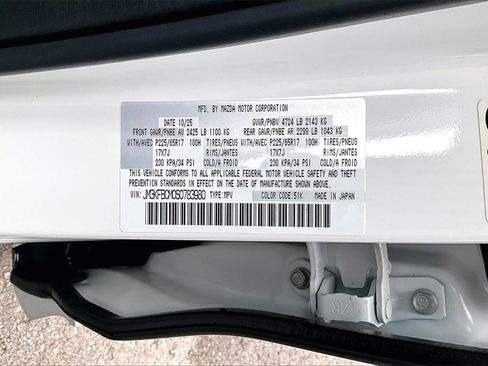 MFD. BY MAZDA MOTOR CORPORATION
DATE 10/25 GVWR/PNBV 4724 LB 2143 KG
FRONT GAWR/PNBE AV 2425 LB 1100 KG REAR GAWR/PNBE AR 2299 LB 1043 KG
WITH/AVEC P225/65R17 100H TIRES/PNEUS WITH/AVEC P225/65R17 100H TIRES/PNEUS
17X7J RIMS/JANTES 17X7J RIMS/JANTES
230 KPA/34 PSI COLD/A FROID 230 KPA/34 PSI COLD/A FROID
THIS VEHICLE CONFORMS TO ALL APPLICABLE FEDERAL MOTOR VEHICLE SAFETY
AND THEFT PREVENTION STANDARDS IN EFFECT ON THE DATE OF MANUFACTURE SHOWN ABOVE.
VIN: JM3KFBCM0S0783980 TYPE: MPV COLOR CODE: 51K MADE IN JAPAN